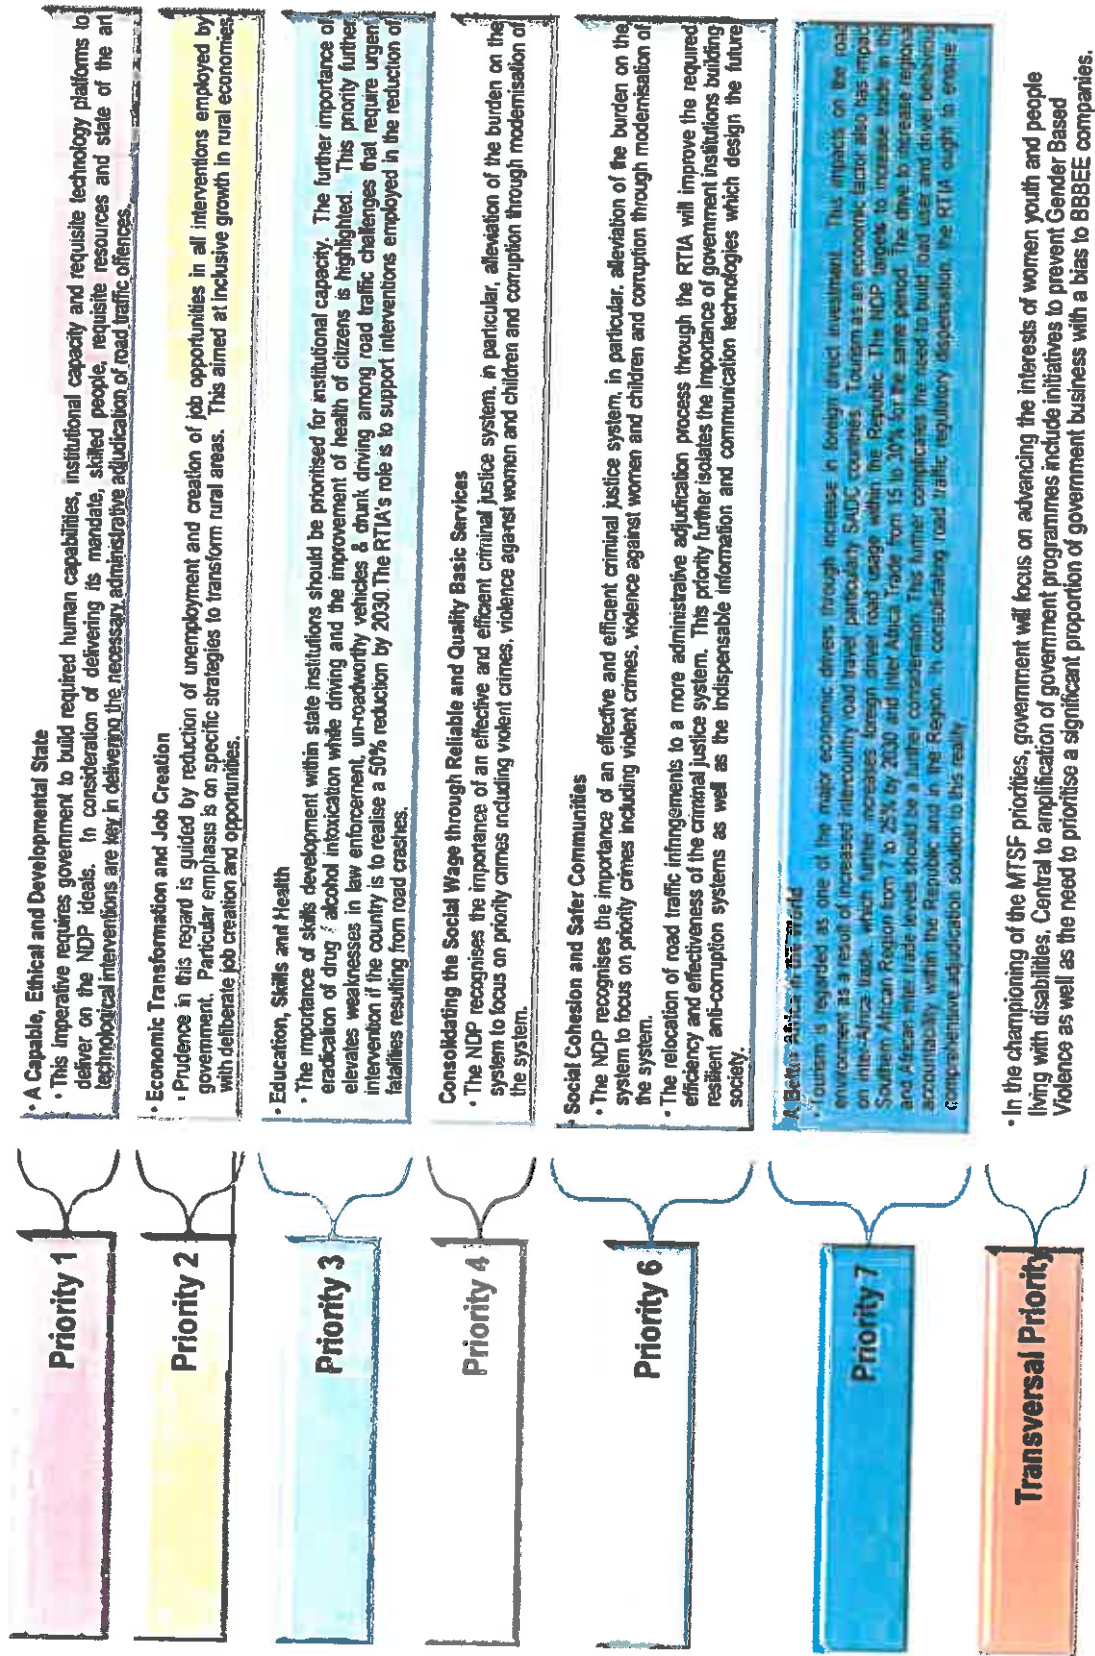 Priority 1
• A Capable, Ethical and Developmental State
• This imperative requires government to build required human capabilities, institutional capacity and requisite technology platforms to
deliver on the NDP ideals. In consideration of delivering its mandate, skilled people, requisite resources and state of the art
technological interventions are key in delivering the necessary administrative adjudication of road traffic offences.
Priority 2
• Economic Transformation and Job Creation
• Prudence in this regard is guided by reduction of unemployment and creation of job opportunities in all interventions employed by
government. Particular emphasis is on specific strategies to transform rural areas. This aimed at inclusive growth in rural economies
with deliberate job creation and opportunities.
Priority 3
• Education, Skills and Health
• The importance of skills development within state institutions should be prioritised for institutional capacity. The further importance of
eradication of drug / alcohol intoxication while driving and the improvement of health of citizens is highlighted. This priority further
elevates weaknesses in law enforcement, un-roadworthy vehicles & drunk driving among road traffic challenges that require urgent
intervention if the country is to realise a 50% reduction by 2030.The RTIA's role is to support interventions employed in the reduction of
fatalities resulting from road crashes.
Priority 4
Consolidating the Social Wage through Reliable and Quality Basic Services
• The NDP recognises the importance of an effective and efficient criminal justice system, in particular, alleviation of the burden on the
system to focus on priority crimes including violent crimes, violence against women and children and corruption through modernisation of
the system.
Priority 6
• Social Cohesion and Safer Communities
• The NDP recognises the importance of an effective and efficient criminal justice system, in particular, alleviation of the burden on the
system to focus on priority crimes including violent crimes, violence against women and children and corruption through modernisation of
the system.
• The relocation of road traffic infringements to a more administrative adjudication process through the RTIA will improve the required
efficiency and effectiveness of the criminal justice system. This priority further isolates the importance of government institutions building
resilient anti-corruption systems as well as the indispensable information and communication technologies which design the future
society.
Priority 7
A Better Africa and World
• Tourism is regarded as one of the major economic drivers through increase in foreign direct investment. This impacts on the road
environment as a result of increased intercountry road travel particularly SADC countries. Tourism as an economic factor also has impact
on inter-Africa trade, which further increases foreign driver road usage within the Republic. The NDP targets to increase trade in the
Southern African Region from 7 to 25% by 2030 and Inter Africa Trade from 15 to 30% for the same period. The drive to increase regional
and African inter-trade levels should be a further consideration. This further complicates the need to build road user and driver behaviour
actability within the Republic and in the Region. In considering road traffic regulatory dispensation, the RTIA ought to ensure a
comprehensive adjudication solution to this reality.
Transversal Priority
• In the championing of the MTSF priorities, government will focus on advancing the interests of women youth and people
living with disabilities. Central to amplification of government programmes include initiatives to prevent Gender Based
Violence as well as the need to prioritise a significant proportion of government business with a bias to BBBEE companies.